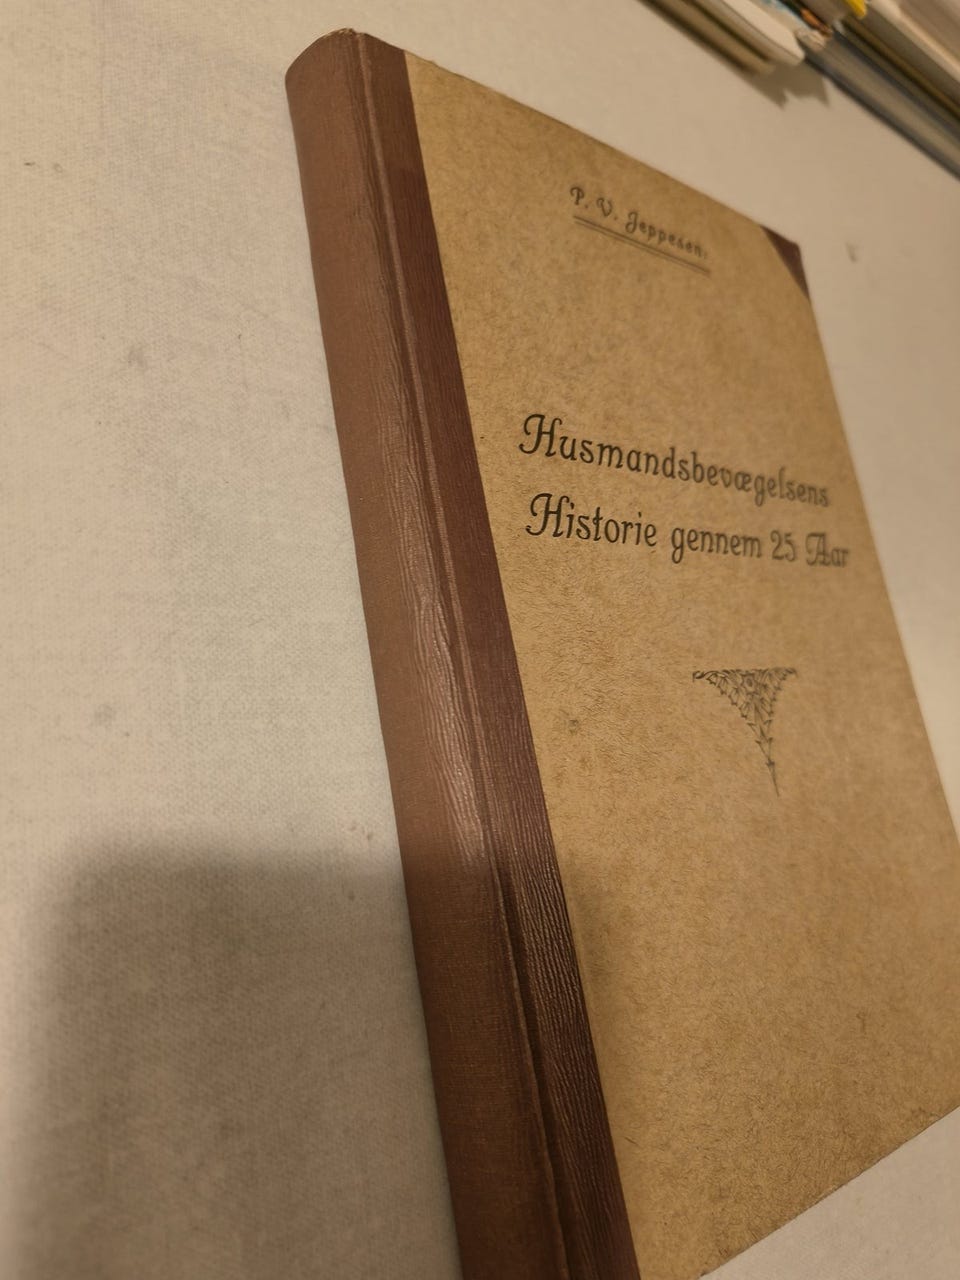 P. V. Jeppesen:
Husmandsbevægelsens
Historie gennem 25 Aar